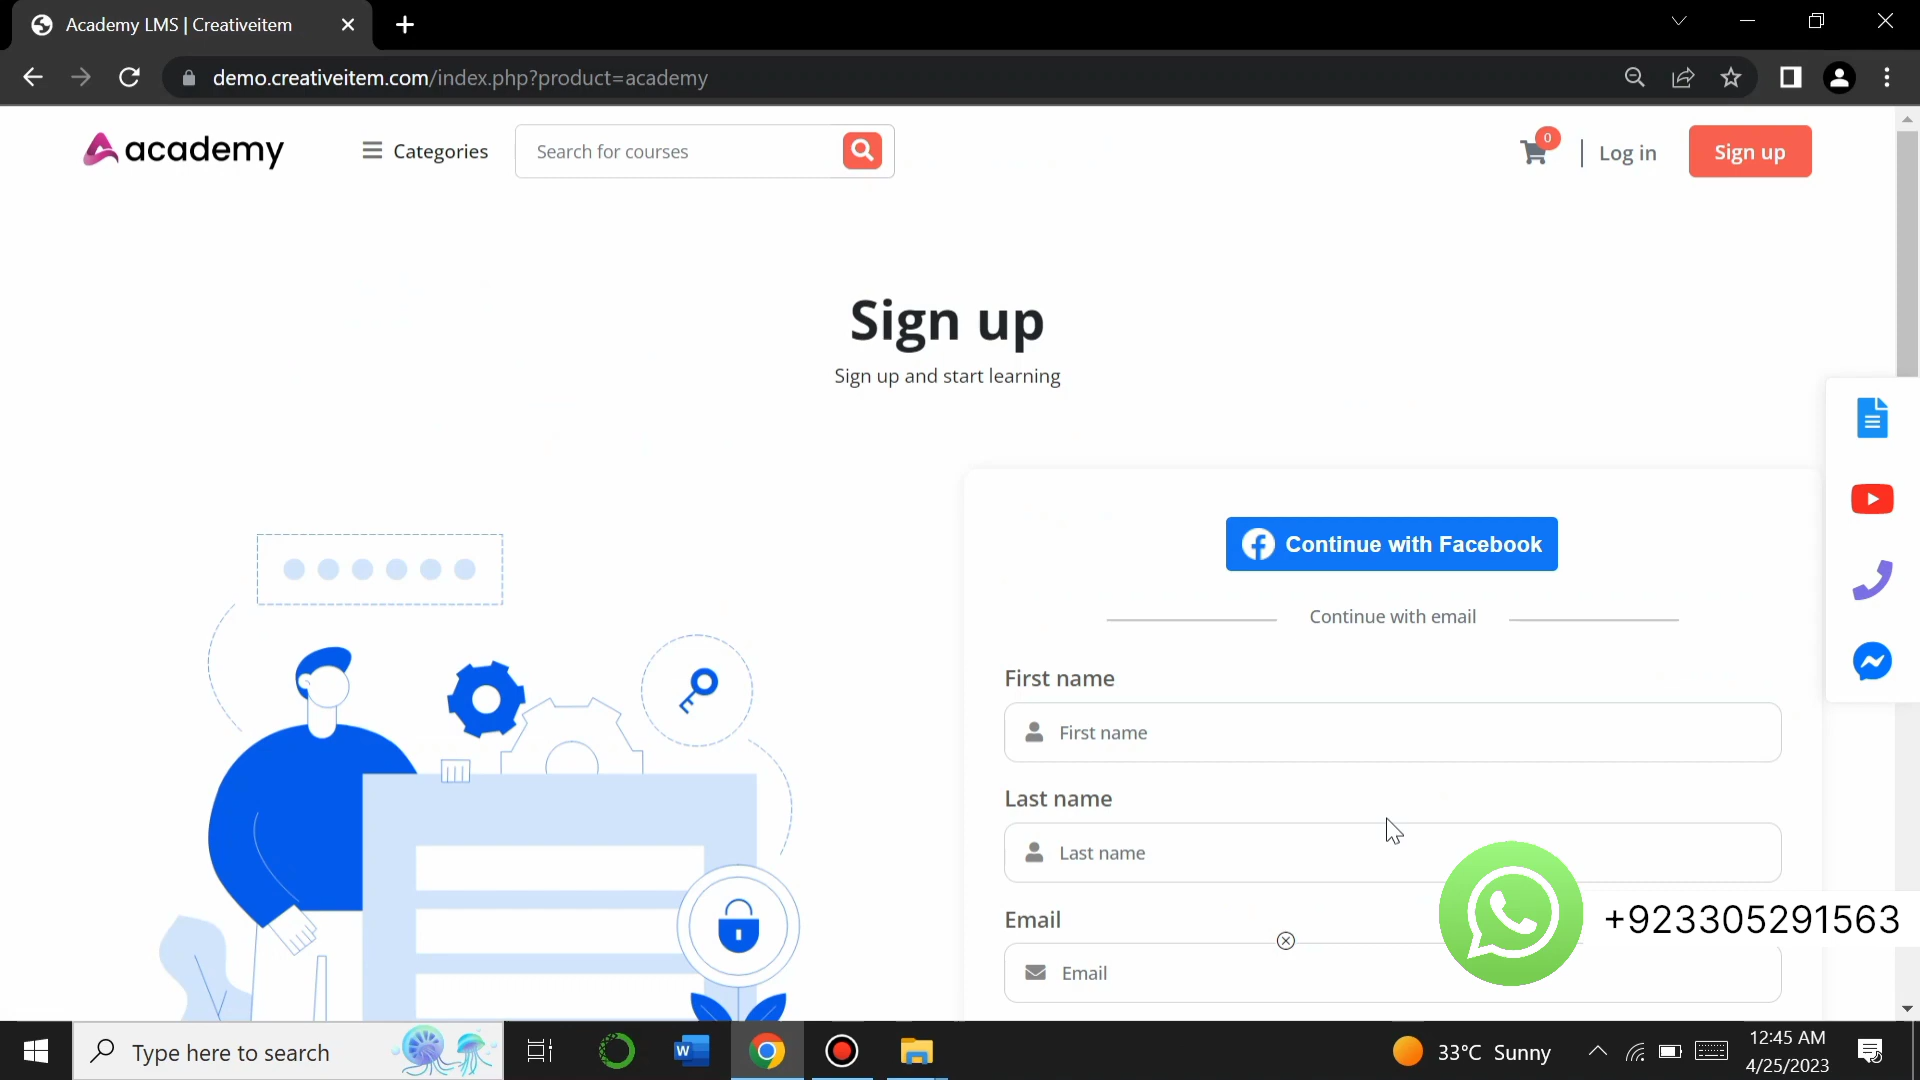 Academy LMS | Creativeitem
demo.creativeitem.com/index.php?product=academy
academy
Categories
Search for courses
0
Log in
Sign up
Sign up
Sign up and start learning
Continue with Facebook
Continue with email
First name
First name
Last name
Last name
Email
Email
+923305291563
Type here to search
W
33°C Sunny
12:45 AM
4/25/2023